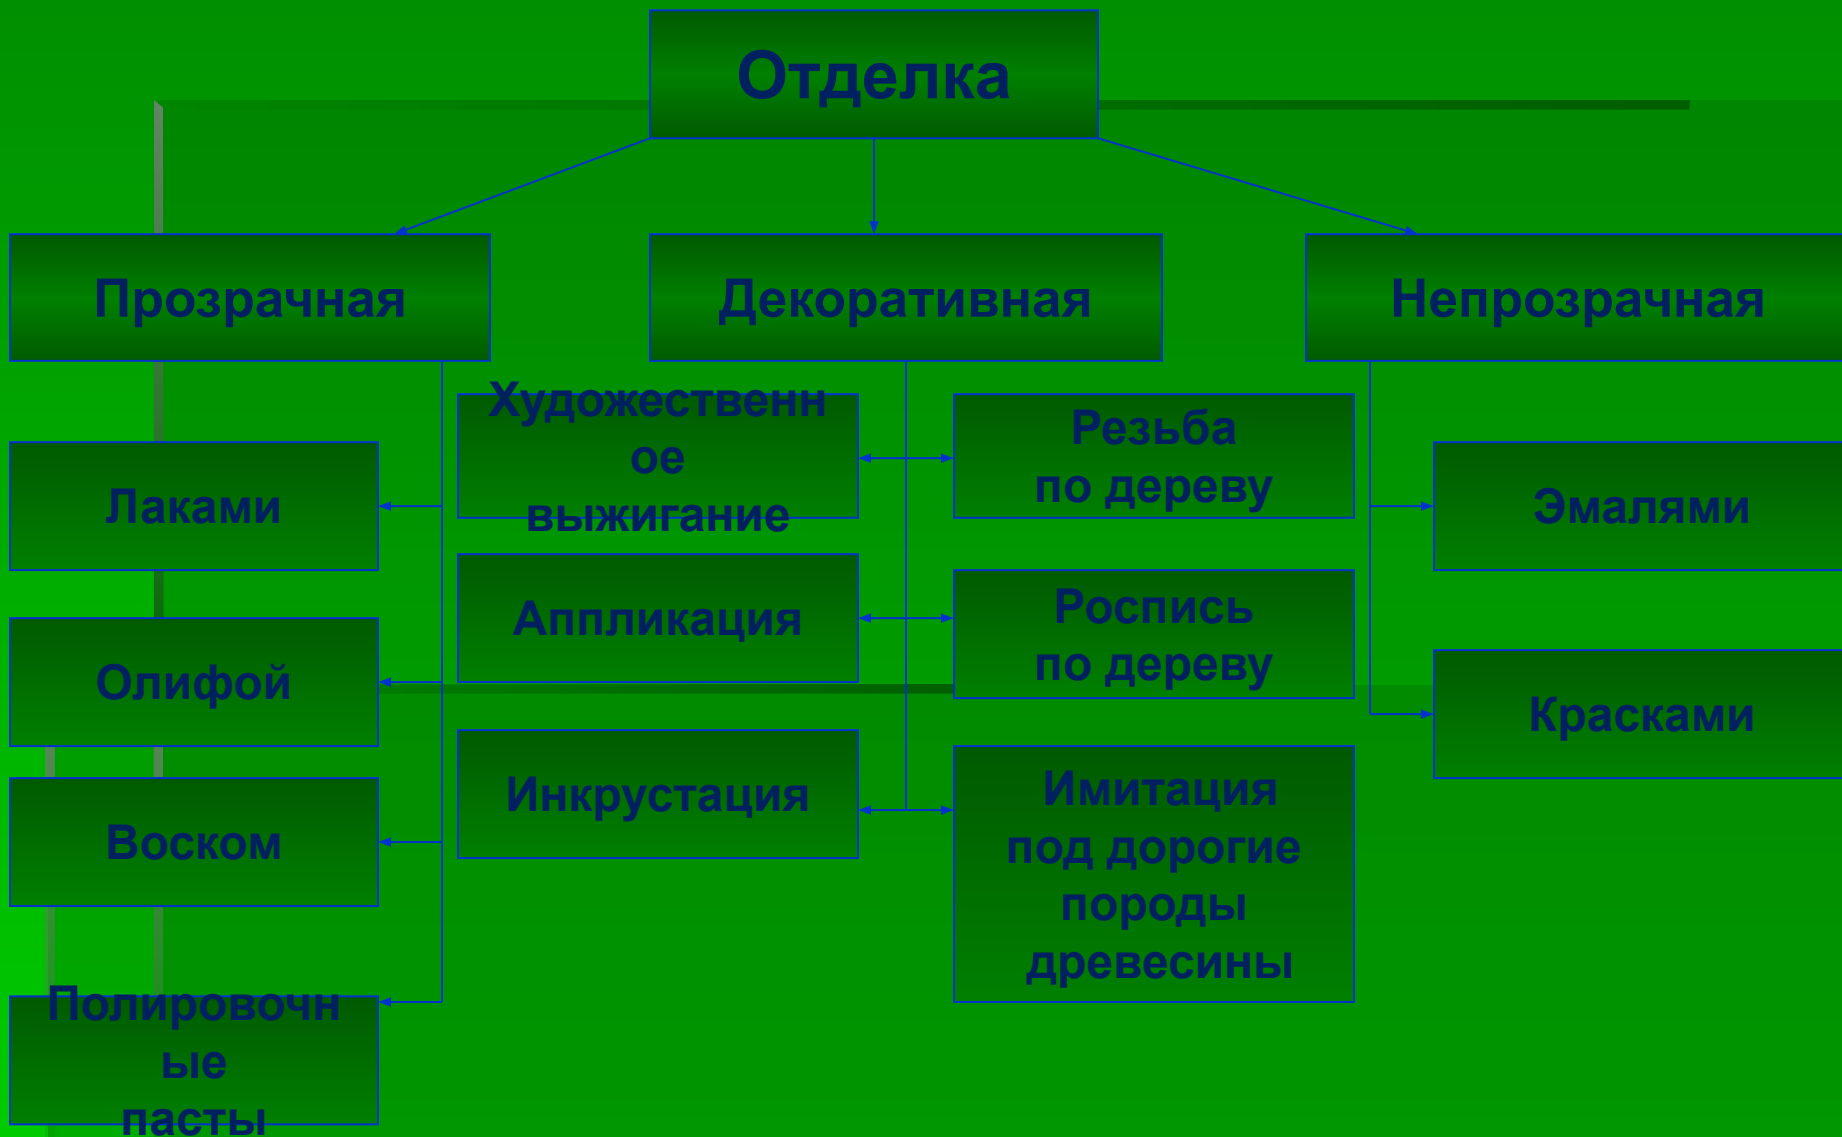 Отделка
Прозрачная
Декоративная
Непрозрачная
Художественн
ое
выжигание
Резьба
по дереву
Лаками
Эмалями
Аппликация
Роспись
по дереву
Олифой
Красками
Инкрустация
Имитация
под дорогие
породы
древесины
Воском
Полировочн
ые
пасты